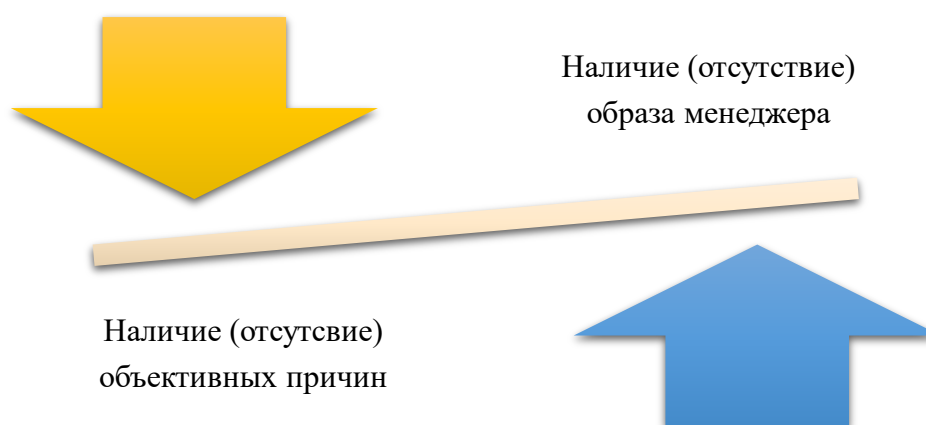 Наличие (отсутствие)
образа менеджера
Наличие (отсутсвие)
объективных причин